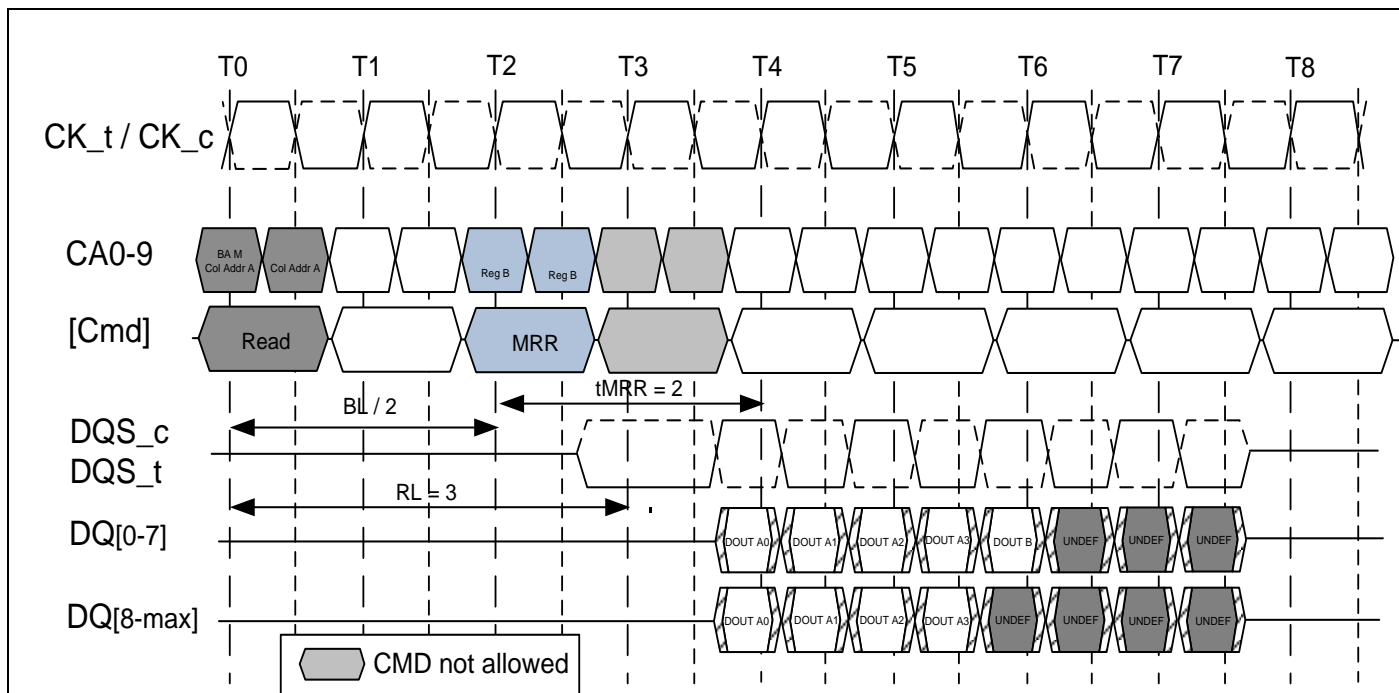 T0 T1 T2 T3 T4 T5 T6 T7 T8
CK_t / CK_c
CA0-9
BA M
Col Addr A
Col Addr A
Reg B
Reg B
[Cmd]
Read
MRR
tMRR = 2
BL / 2
DQS_c
DQS_t
RL = 3
DQ[0-7]
DOUT A0 DOUT A1 DOUT A2 DOUT A3 DOUT B UNDEF UNDEF UNDEF
DQ[8-max]
DOUT A0 DOUT A1 DOUT A2 DOUT A3 UNDEF UNDEF UNDEF UNDEF
CMD not allowed